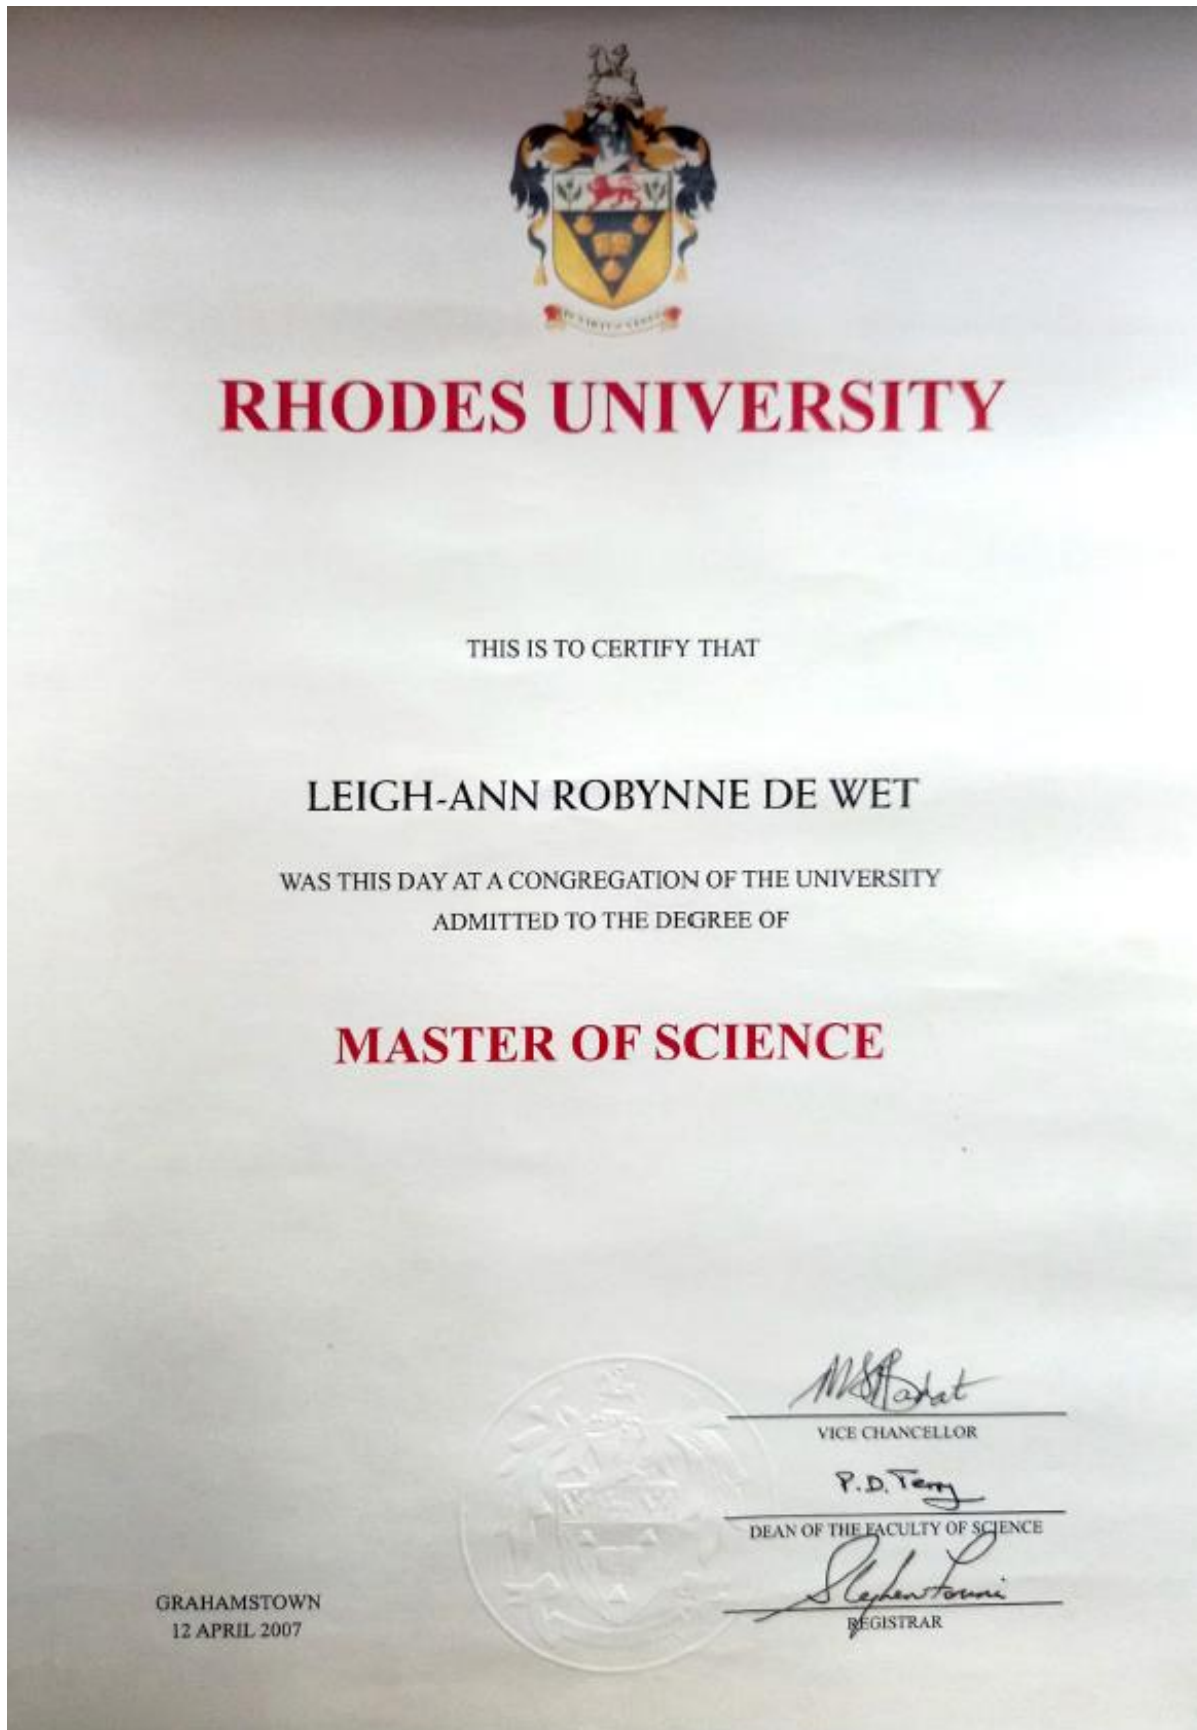 RHODES UNIVERSITY
THIS IS TO CERTIFY THAT
LEIGH-ANN ROBYNNE DE WET
WAS THIS DAY AT A CONGREGATION OF THE UNIVERSITY
ADMITTED TO THE DEGREE OF
MASTER OF SCIENCE
VICE CHANCELLOR
P.D. Terry
DEAN OF THE FACULTY OF SCIENCE
REGISTRAR
GRAHAMSTOWN
12 APRIL 2007